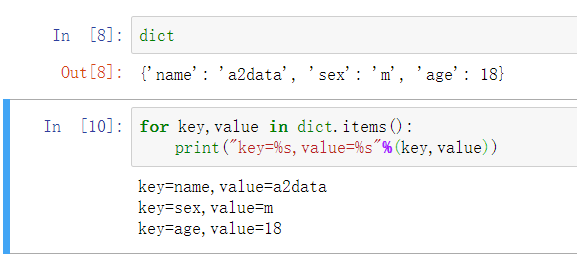 In [8]: dict
Out[8]: {'name': 'a2data', 'sex': 'm', 'age': 18}
In [10]: for key,value in dict.items():
    print("key=%s,value=%s"%(key,value))
key=name,value=a2data
key=sex,value=m
key=age,value=18